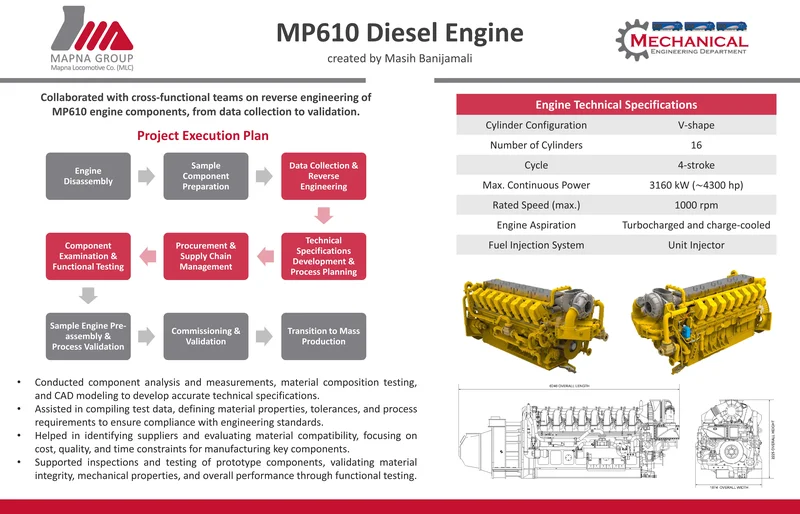 MP610 Diesel Engine
created by Masih Banijamali
MAPNA GROUP
Mapna Locomotive Co. (MLC)
MECHANICAL
ENGINEERING DEPARTMENT
Collaborated with cross-functional teams on reverse engineering of
MP610 engine components, from data collection to validation.
Project Execution Plan
Engine
Disassembly
Sample
Component
Preparation
Data Collection &
Reverse
Engineering
Component
Examination &
Functional Testing
Procurement &
Supply Chain
Management
Technical
Specifications
Development &
Process Planning
Sample Engine Pre-
assembly &
Process Validation
Commissioning &
Validation
Transition to Mass
Production
• Conducted component analysis and measurements, material composition testing,
and CAD modeling to develop accurate technical specifications.
• Assisted in compiling test data, defining material properties, tolerances, and process
requirements to ensure compliance with engineering standards.
• Helped in identifying suppliers and evaluating material compatibility, focusing on
cost, quality, and time constraints for manufacturing key components.
• Supported inspections and testing of prototype components, validating material
integrity, mechanical properties, and overall performance through functional testing.
Engine Technical Specifications
Cylinder Configuration V-shape
Number of Cylinders 16
Cycle 4-stroke
Max. Continuous Power 3160 kW (~4300 hp)
Rated Speed (max.) 1000 rpm
Engine Aspiration Turbocharged and charge-cooled
Fuel Injection System Unit Injector
OVERALL LENGTH
OVERALL HEIGHT
OVERALL WIDTH